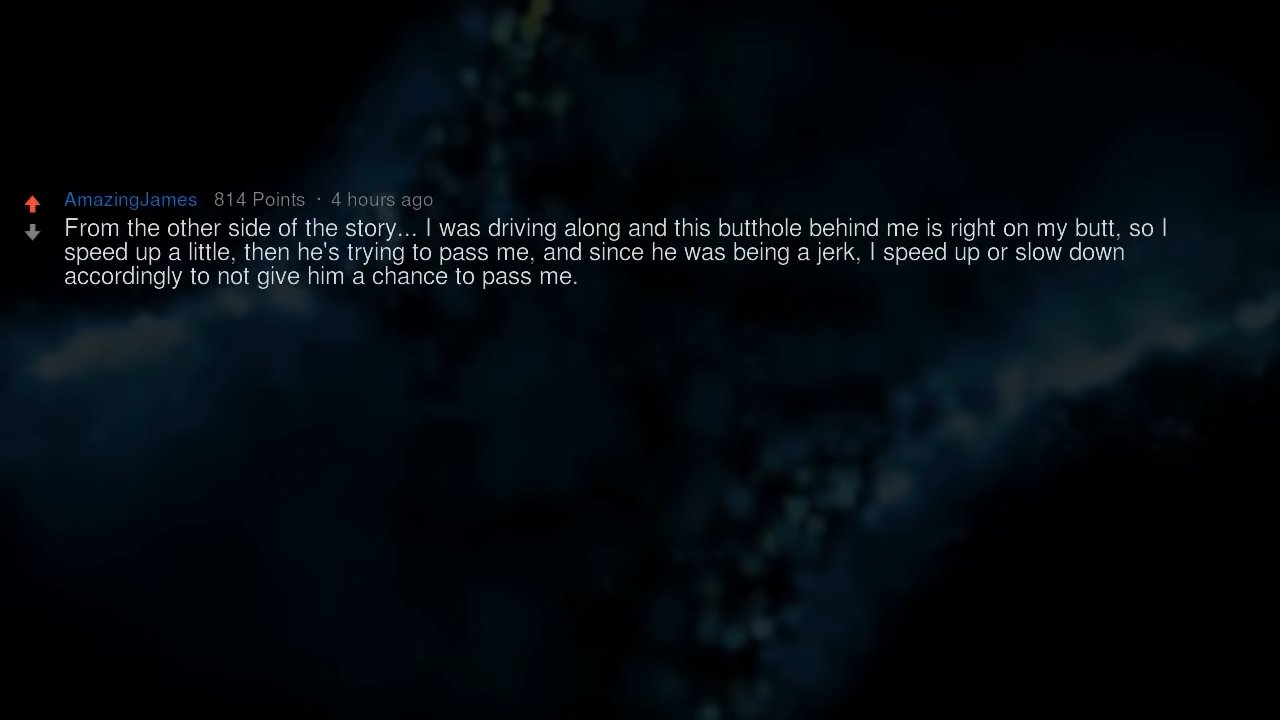 AmazingJames 814 Points · 4 hours ago
From the other side of the story... I was driving along and this butthole behind me is right on my butt, so I
speed up a little, then he's trying to pass me, and since he was being a jerk, I speed up or slow down
accordingly to not give him a chance to pass me.